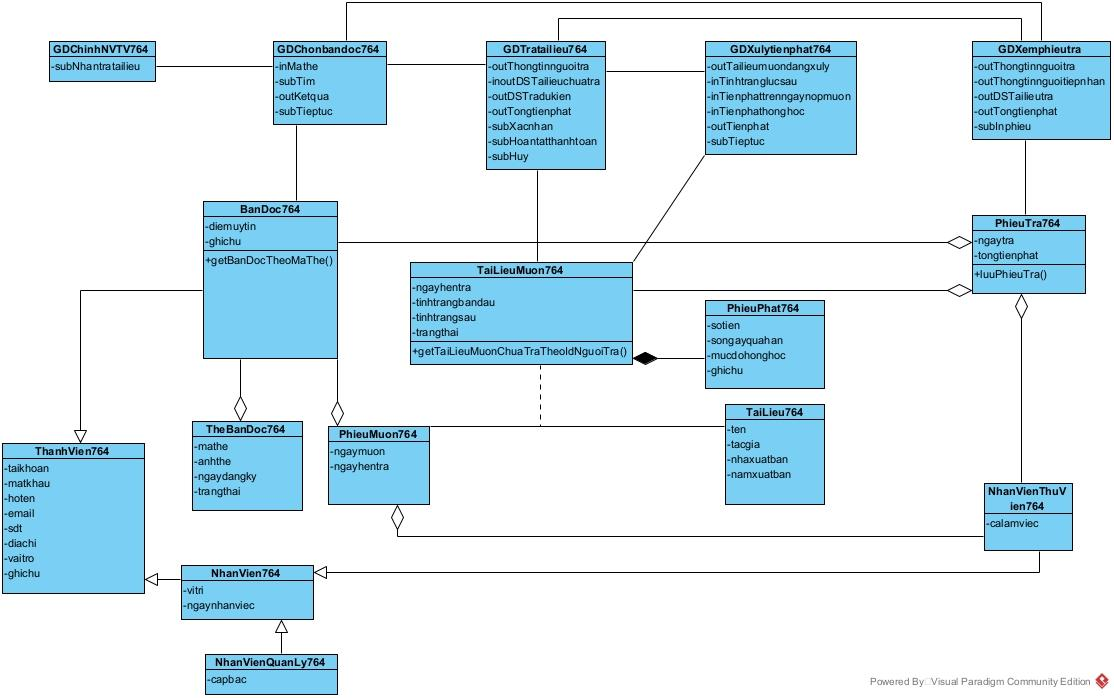 GDChinhNVTV764
-subNhantratailieu
GDChonbandoc764
-inMathe
-subTim
-outKetqua
-subTieptuc
GDTratailieu764
-outThongtinnguoitra
-inoutDSTailieuchuatra
-outDSTradukien
-outTongtienphat
-subXacnhan
-subHoantatthanhtoan
-subHuy
GDXulytienphat764
-outTailieumuondangxuly
-inTinhtranglucsau
-inTienphattrenngaynopmuon
-inTienphathonghoc
-outTienphat
-subTieptuc
GDXemphieutra
-outThongtinnguoitra
-outThongtinnguoitiepnhan
-outDSTailieutra
-outTongtienphat
-subInphieu
BanDoc764
-diemuytin
-ghichu
+getBanDocTheoMaThe()
PhieuTra764
-ngaytra
-tongtienphat
+luuPhieuTra()
TaiLieuMuon764
-ngayhentra
-tinhtrangbandau
-tinhtrangsau
-trangthai
+getTaiLieuMuonChuaTraTheoIdNguoiTra()
PhieuPhat764
-sotien
-songayquahan
-mucdohonghoc
-ghichu
TaiLieu764
-ten
-tacgia
-nhaxuatban
-namxuatban
TheBanDoc764
-mathe
-anhthe
-ngaydangky
-trangthai
PhieuMuon764
-ngaymuon
-ngayhentra
ThanhVien764
-taikhoan
-matkhau
-hoten
-email
-sdt
-diachi
-vaitro
-ghichu
NhanVienThuV
ien764
-calamviec
NhanVien764
-vitri
-ngaynhanviec
NhanVienQuanLy764
-capbac
Powered By Visual Paradigm Community Edition